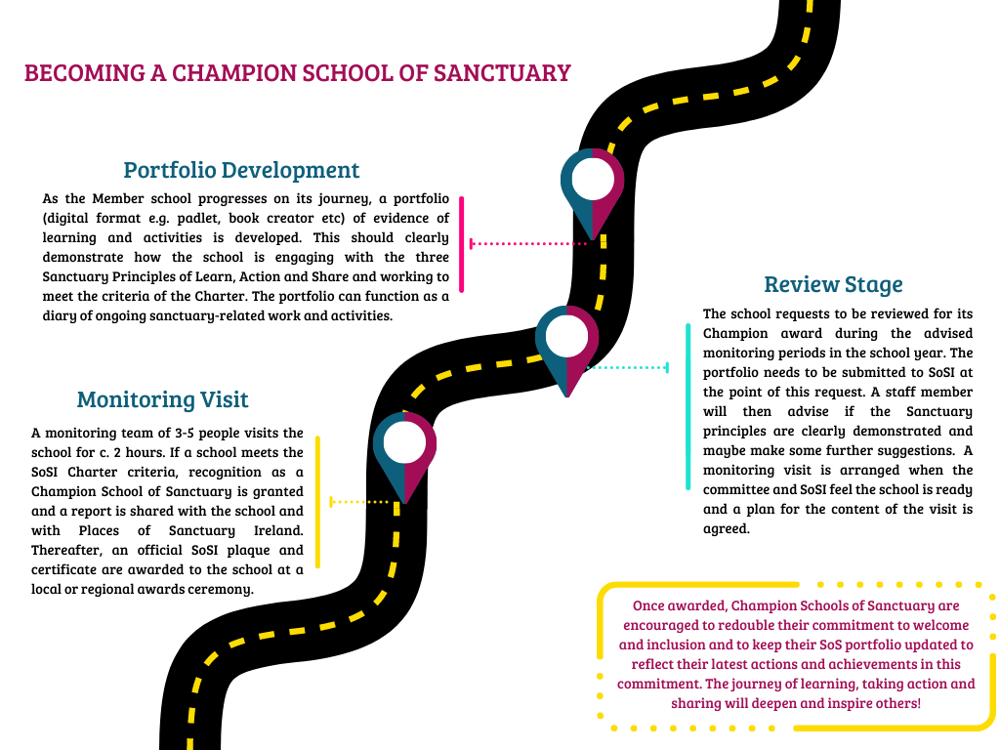 BECOMING A CHAMPION SCHOOL OF SANCTUARY
Portfolio Development
As the Member school progresses on its journey, a portfolio
(digital format e.g. padlet, book creator etc) of evidence of
learning and activities is developed. This should clearly
demonstrate how the school is engaging with the three
Sanctuary Principles of Learn, Action and Share and working to
meet the criteria of the Charter. The portfolio can function as a
diary of ongoing sanctuary-related work and activities.
Review Stage
The school requests to be reviewed for its
Champion award during the advised
monitoring periods in the school year. The
portfolio needs to be submitted to SoSI at
the point of this request. A staff member
will then advise if the Sanctuary
principles are clearly demonstrated and
maybe make some further suggestions. A
monitoring visit is arranged when the
committee and SoSI feel the school is ready
and a plan for the content of the visit is
agreed.
Monitoring Visit
A monitoring team of 3-5 people visits the
school for c. 2 hours. If a school meets the
SoSI Charter criteria, recognition as a
Champion School of Sanctuary is granted
and a report is shared with the school and
with Places of Sanctuary Ireland.
Thereafter, an official SoSI plaque and
certificate are awarded to the school at a
local or regional awards ceremony.
Once awarded, Champion Schools of Sanctuary are
encouraged to redouble their commitment to welcome
and inclusion and to keep their SoS portfolio updated to
reflect their latest actions and achievements in this
commitment. The journey of learning, taking action and
sharing will deepen and inspire others!